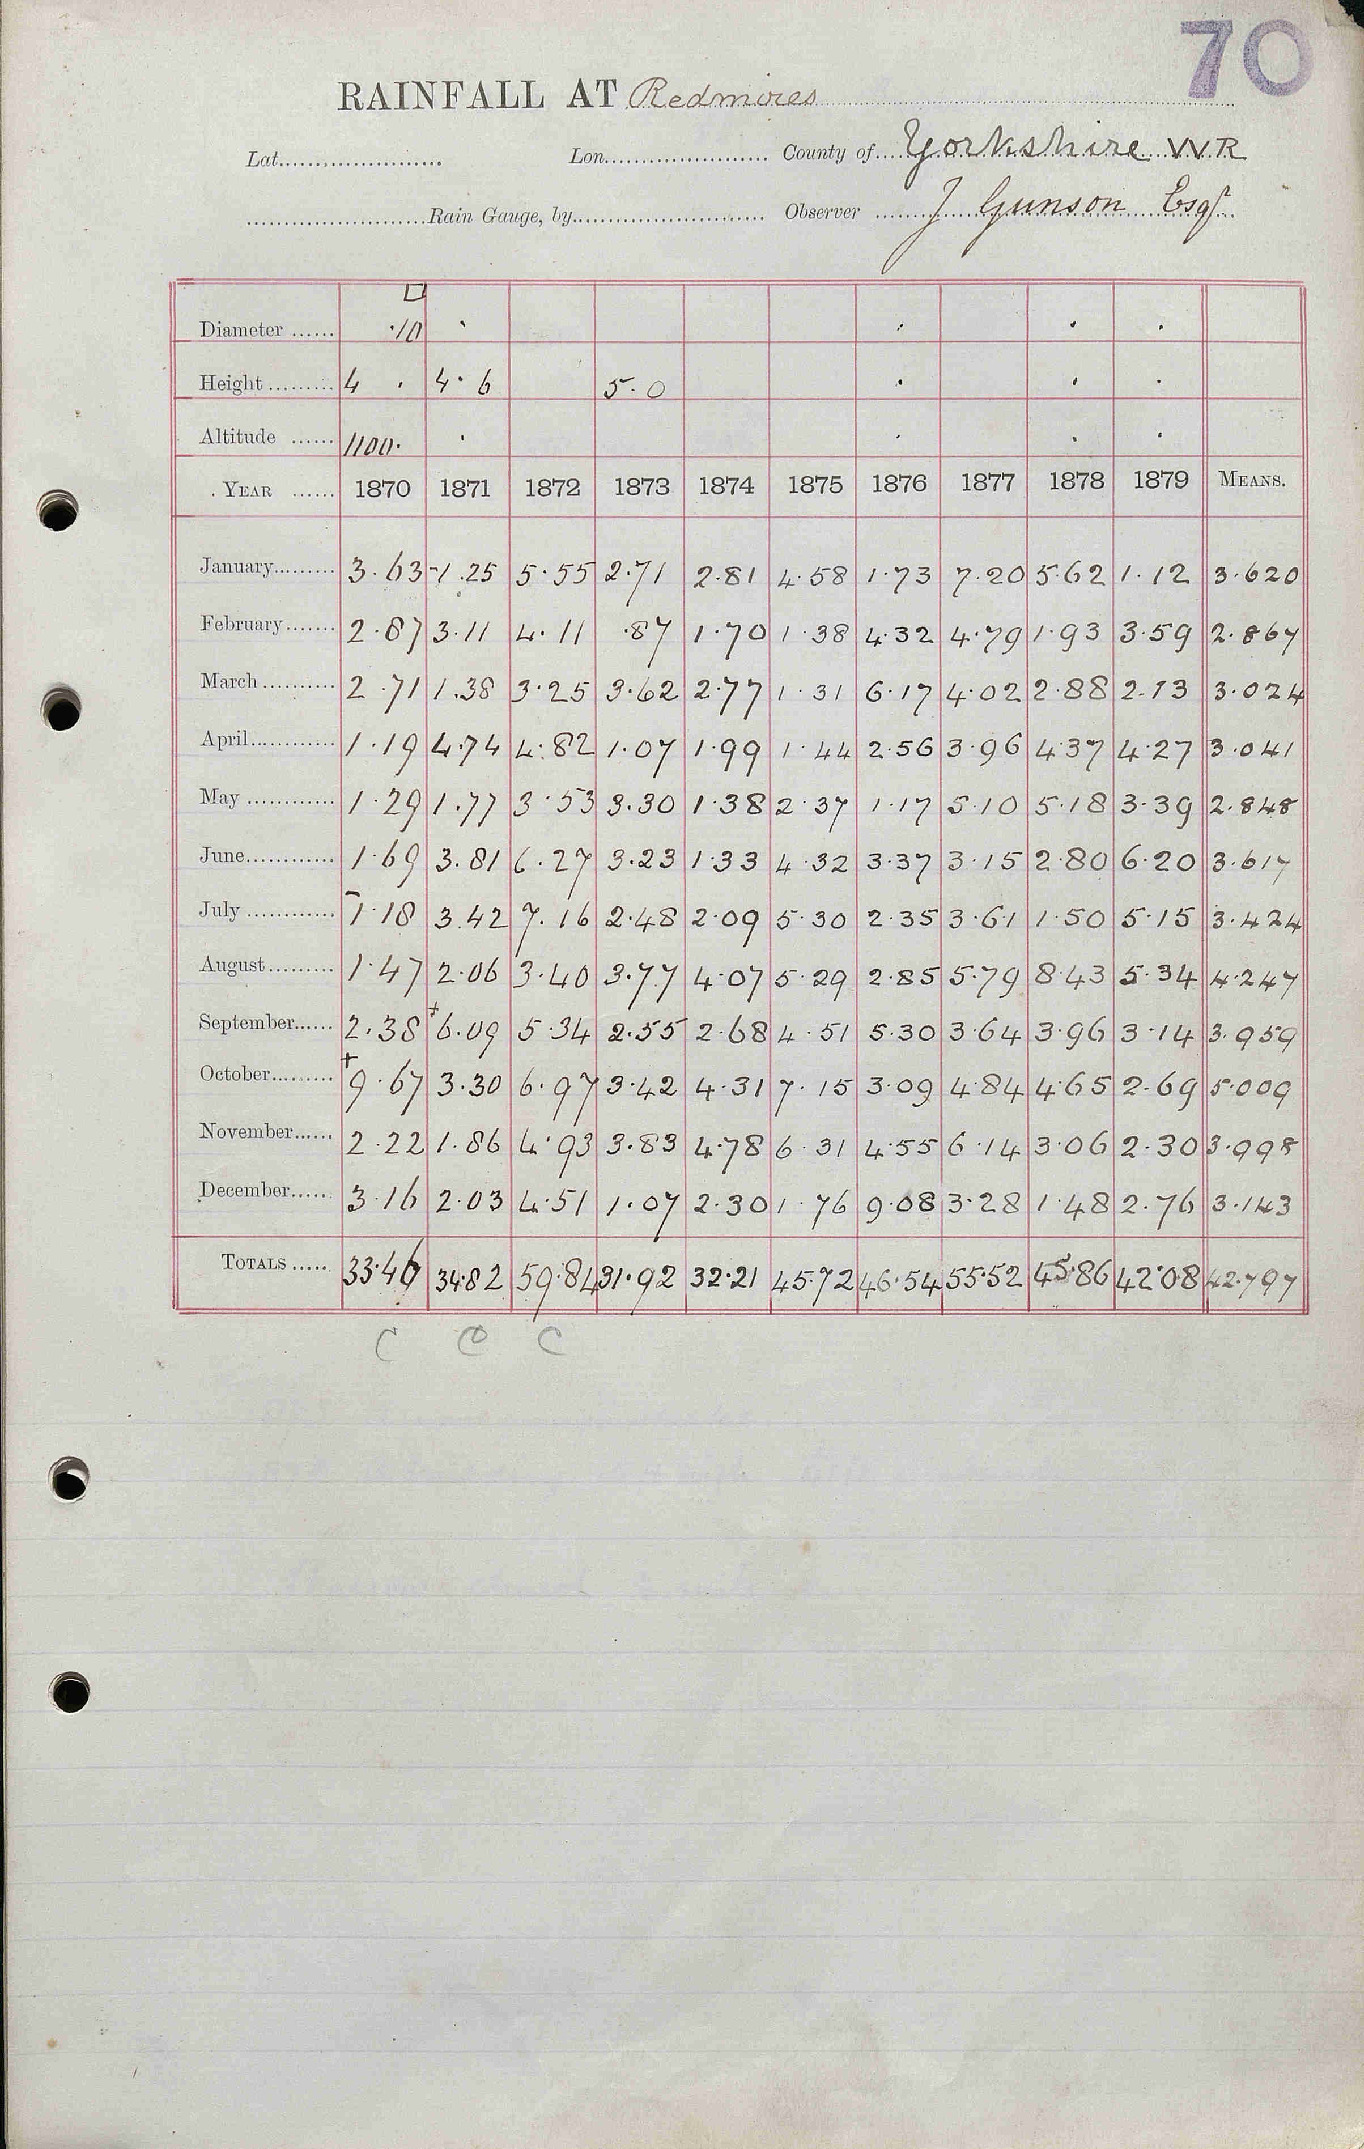 70
RAINFALL AT Redmires
Lat. Lon. County of Yorkshire W R
Rain Gauge, by Observer J Gunson Esqr
Diameter □ ·10 · · · ·
Height 4 · 4·6 5·0 · · ·
Altitude 1100· · · · ·
YEAR 1870 1871 1872 1873 1874 1875 1876 1877 1878 1879 MEANS.
January 3·63 -1.25 5·55 2·71 2·81 4·58 1·73 7·20 5·62 1·12 3·620
February 2·87 3·11 4·11 ·87 1·70 1·38 4·32 4·79 1·93 3·59 2·867
March 2·71 1.38 3·25 3·62 2·77 1·31 6·17 4·02 2·88 2·13 3·024
April 1·19 4·74 4·82 1·07 1·99 1·44 2·56 3·96 4·37 4·27 3·041
May 1·29 1·77 3·53 3·30 1·38 2·37 1·17 5·10 5·18 3·39 2·848
June 1·69 3.81 6·27 3·23 1·33 4·32 3·37 3·15 2·80 6·20 3·617
July -1·18 3.42 7·16 2·48 2·09 5·30 2·35 3·61 1·50 5·15 3·424
August 1·47 2·06 3·40 3·77 4·07 5·29 2·85 5·79 8·43 5·34 4·247
September 2·38 +6·09 5·34 2·55 2·68 4·51 5·30 3·64 3·96 3·14 3·959
October +9·67 3·30 6·97 3·42 4·31 7·15 3·09 4·84 4·65 2·69 5·009
November 2·22 1·86 4·93 3·83 4·78 6·31 4·55 6·14 3·06 2·30 3·998
December 3·16 2·03 4·51 1·07 2·30 1·76 9·08 3·28 1·48 2·76 3·143
TOTALS 33·46 34·82 59·84 31·92 32·21 45·72 46·54 55·52 45·86 42·08 42·797
C C C